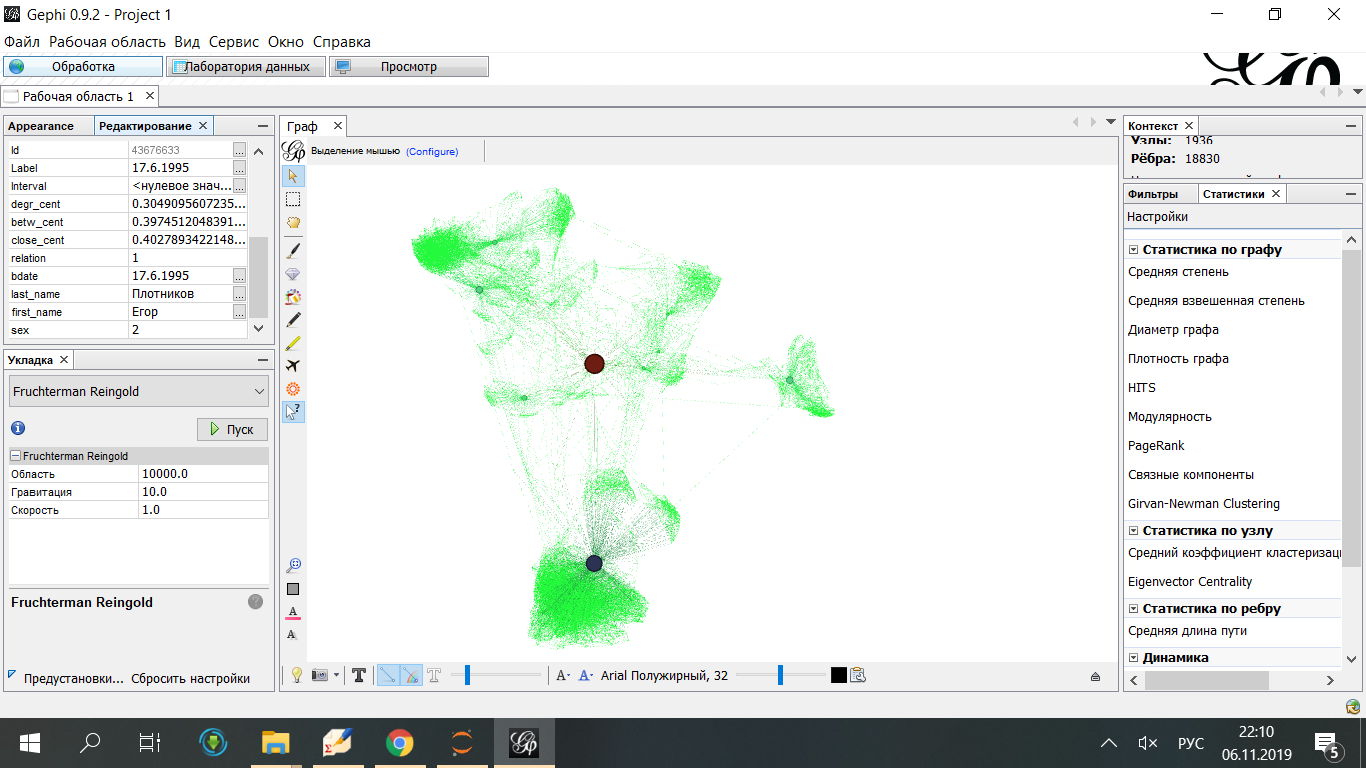 Gephi 0.9.2 - Project 1
Файл Рабочая область Вид Сервис Окно Справка
Обработка Лаборатория данных Просмотр
Рабочая область 1
Appearance Редактирование
Id 43676633 ...
Label 17.6.1995 ...
Interval <нулевое знач... ...
degr_cent 0.3049095607235...
betw_cent 0.3974512048391...
close_cent 0.4027893422148...
relation 1
bdate 17.6.1995 ...
last_name Плотников ...
first_name Егор ...
sex 2
Укладка
Fruchterman Reingold
Пуск
Fruchterman Reingold
Область 10000.0
Гравитация 10.0
Скорость 1.0
Fruchterman Reingold
Предустановки... Сбросить настройки
Граф
Выделение мышью (Configure)
Arial Полужирный, 32
Контекст
Узлы: 1936
Рёбра: 18830
Фильтры Статистики
Настройки
Статистика по графу
Средняя степень
Средняя взвешенная степень
Диаметр графа
Плотность графа
HITS
Модулярность
PageRank
Связные компоненты
Girvan-Newman Clustering
Статистика по узлу
Средний коэффициент кластеризац
Eigenvector Centrality
Статистика по ребру
Средняя длина пути
Динамика
РУС
22:10
06.11.2019
5